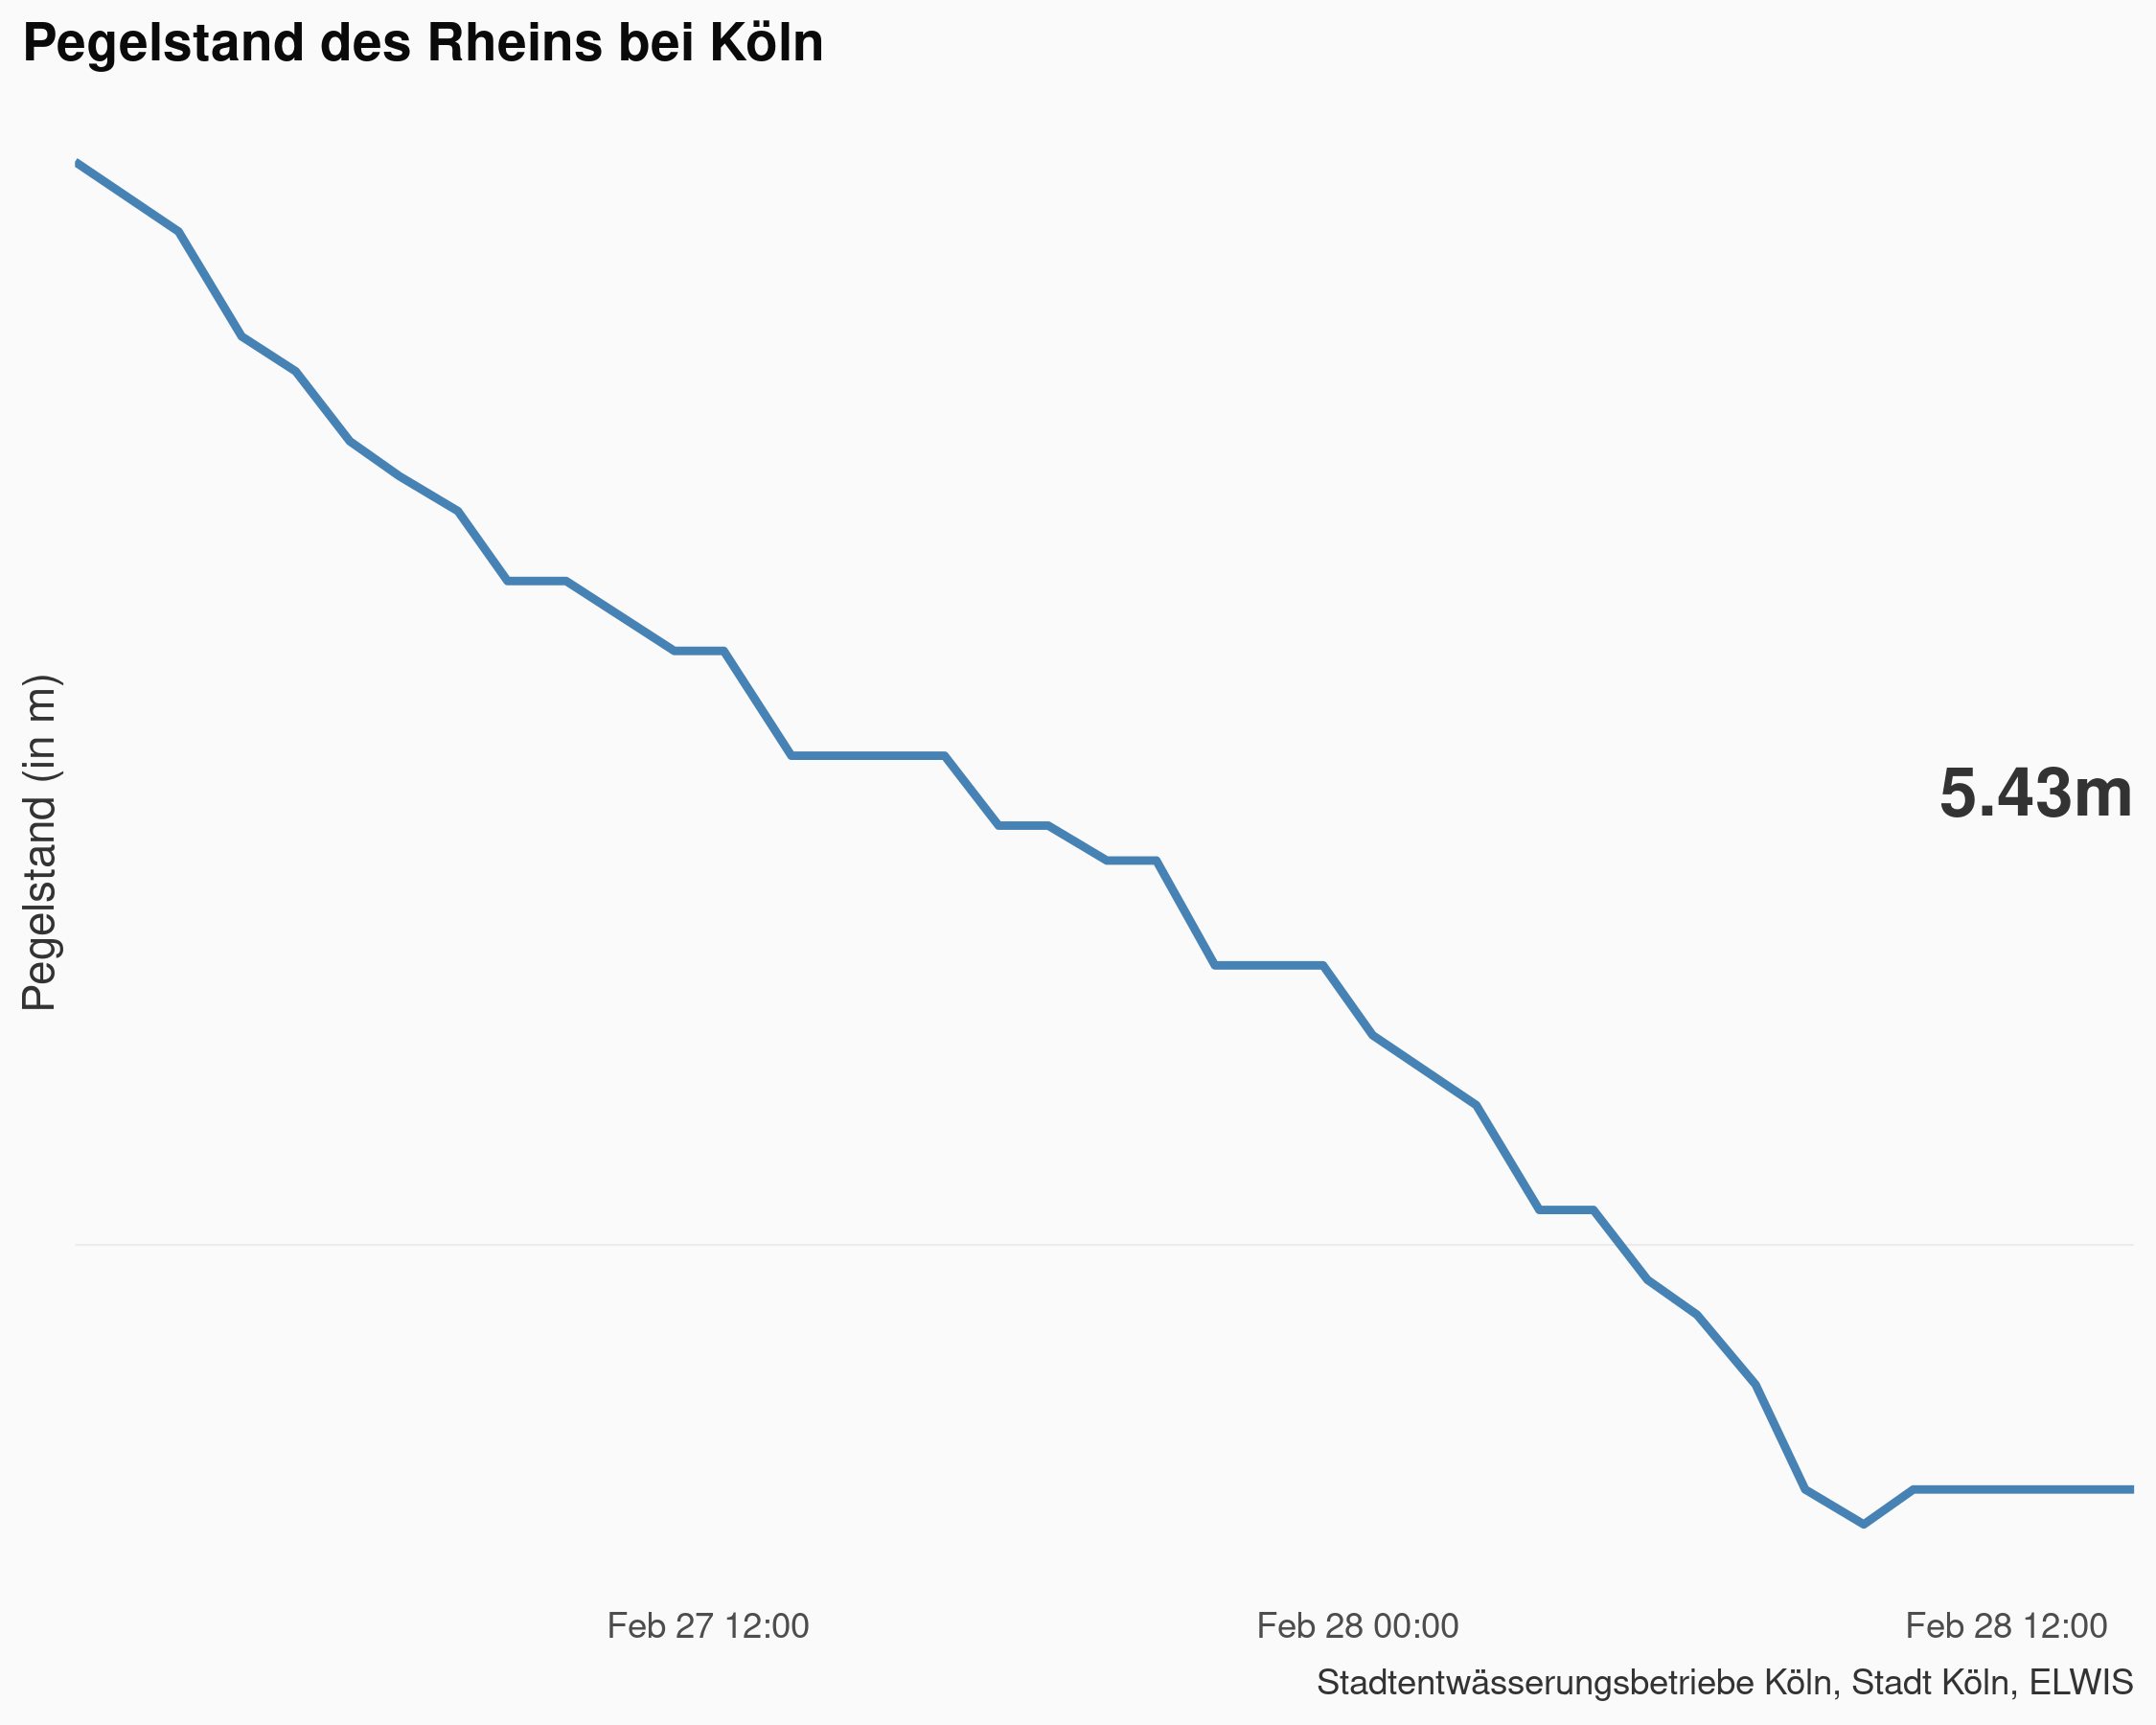 Pegelstand des Rheins bei Köln
Pegelstand (in m)
5.43m
Feb 27 12:00
Feb 28 00:00
Feb 28 12:00
Stadtentwässerungsbetriebe Köln, Stadt Köln, ELWIS